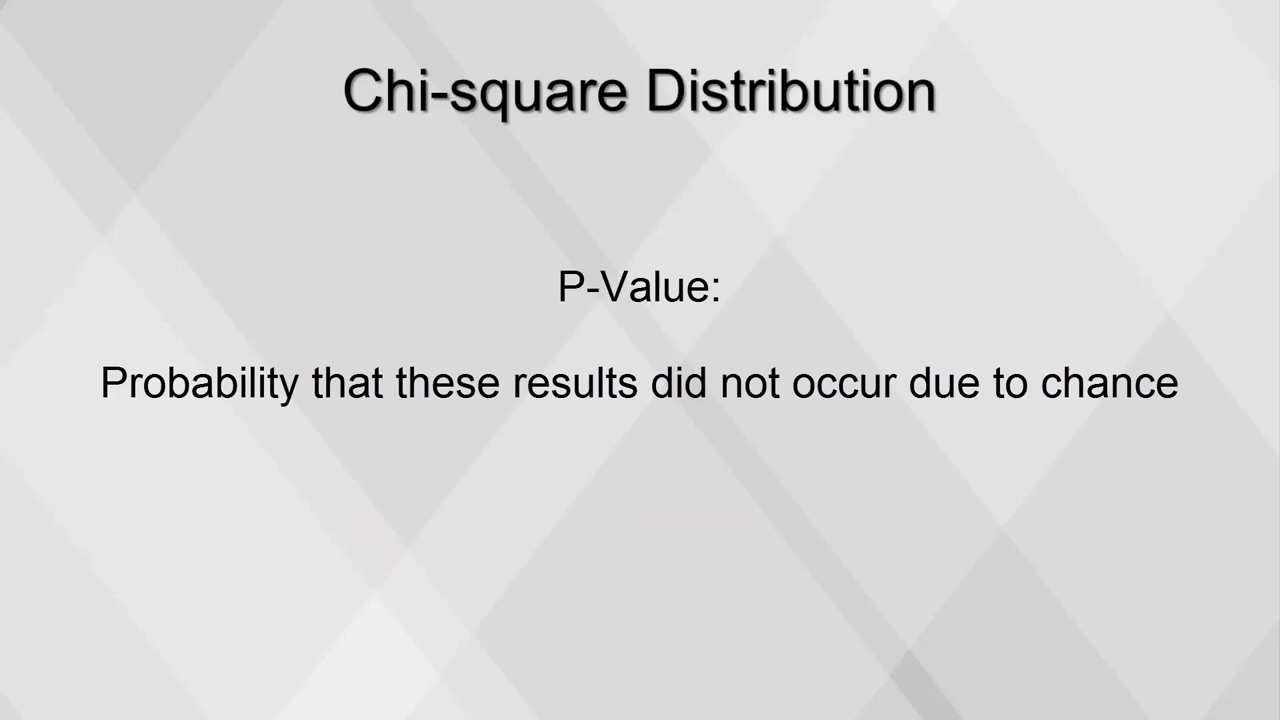 Chi-square Distribution
P-Value:
Probability that these results did not occur due to chance